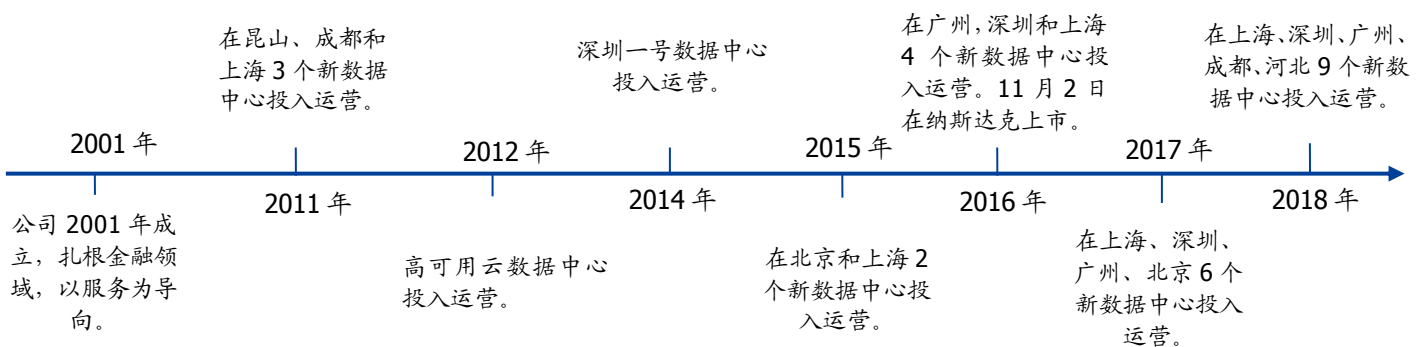 2001 年
公司 2001 年成
立，扎根金融领
域，以服务为导
向。
在昆山、成都和
上海 3 个新数据
中心投入运营。
2011 年
2012 年
高可用云数据中心
投入运营。
深圳一号数据中心
投入运营。
2014 年
2015 年
在北京和上海 2
个新数据中心投
入运营。
在广州,深圳和上海
4 个新数据中心投
入运营。11 月 2 日
在纳斯达克上市。
2016 年
2017 年
在上海、深圳、
广州、北京 6 个
新数据中心投入
运营。
在上海、深圳、广州、
成都、河北 9 个新数
据中心投入运营。
2018 年